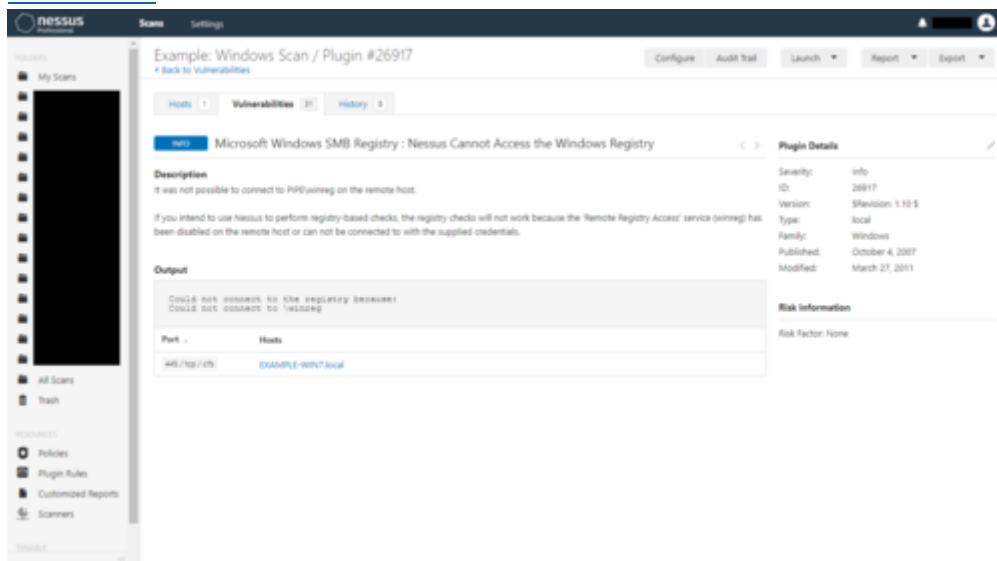 nessus
Professional
Scans Settings
FOLDERS
My Scans
All Scans
Trash
RESOURCES
Policies
Plugin Rules
Customized Reports
Scanners
TENABLE
Example: Windows Scan / Plugin #26917
Configure Audit Trail Launch Report Export
Back to Vulnerabilities
Hosts 1 Vulnerabilities 31 History
INFO Microsoft Windows SMB Registry : Nessus Cannot Access the Windows Registry
Description
It was not possible to connect to PIPE\winreg on the remote host.
If you intend to use Nessus to perform registry-based checks, the registry checks will not work because the 'Remote Registry Access' service (winreg) has
been disabled on the remote host or can not be connected to with the supplied credentials.
Output
Could not connect to the registry because:
Could not connect to \winreg
Port Hosts
445 / tcp / cifs EXAMPLE-WIN7.local
Plugin Details
Severity: Info
ID: 26917
Version: $Revision: 1.10 $
Type: local
Family: Windows
Published: October 4, 2007
Modified: March 27, 2011
Risk Information
Risk Factor: None